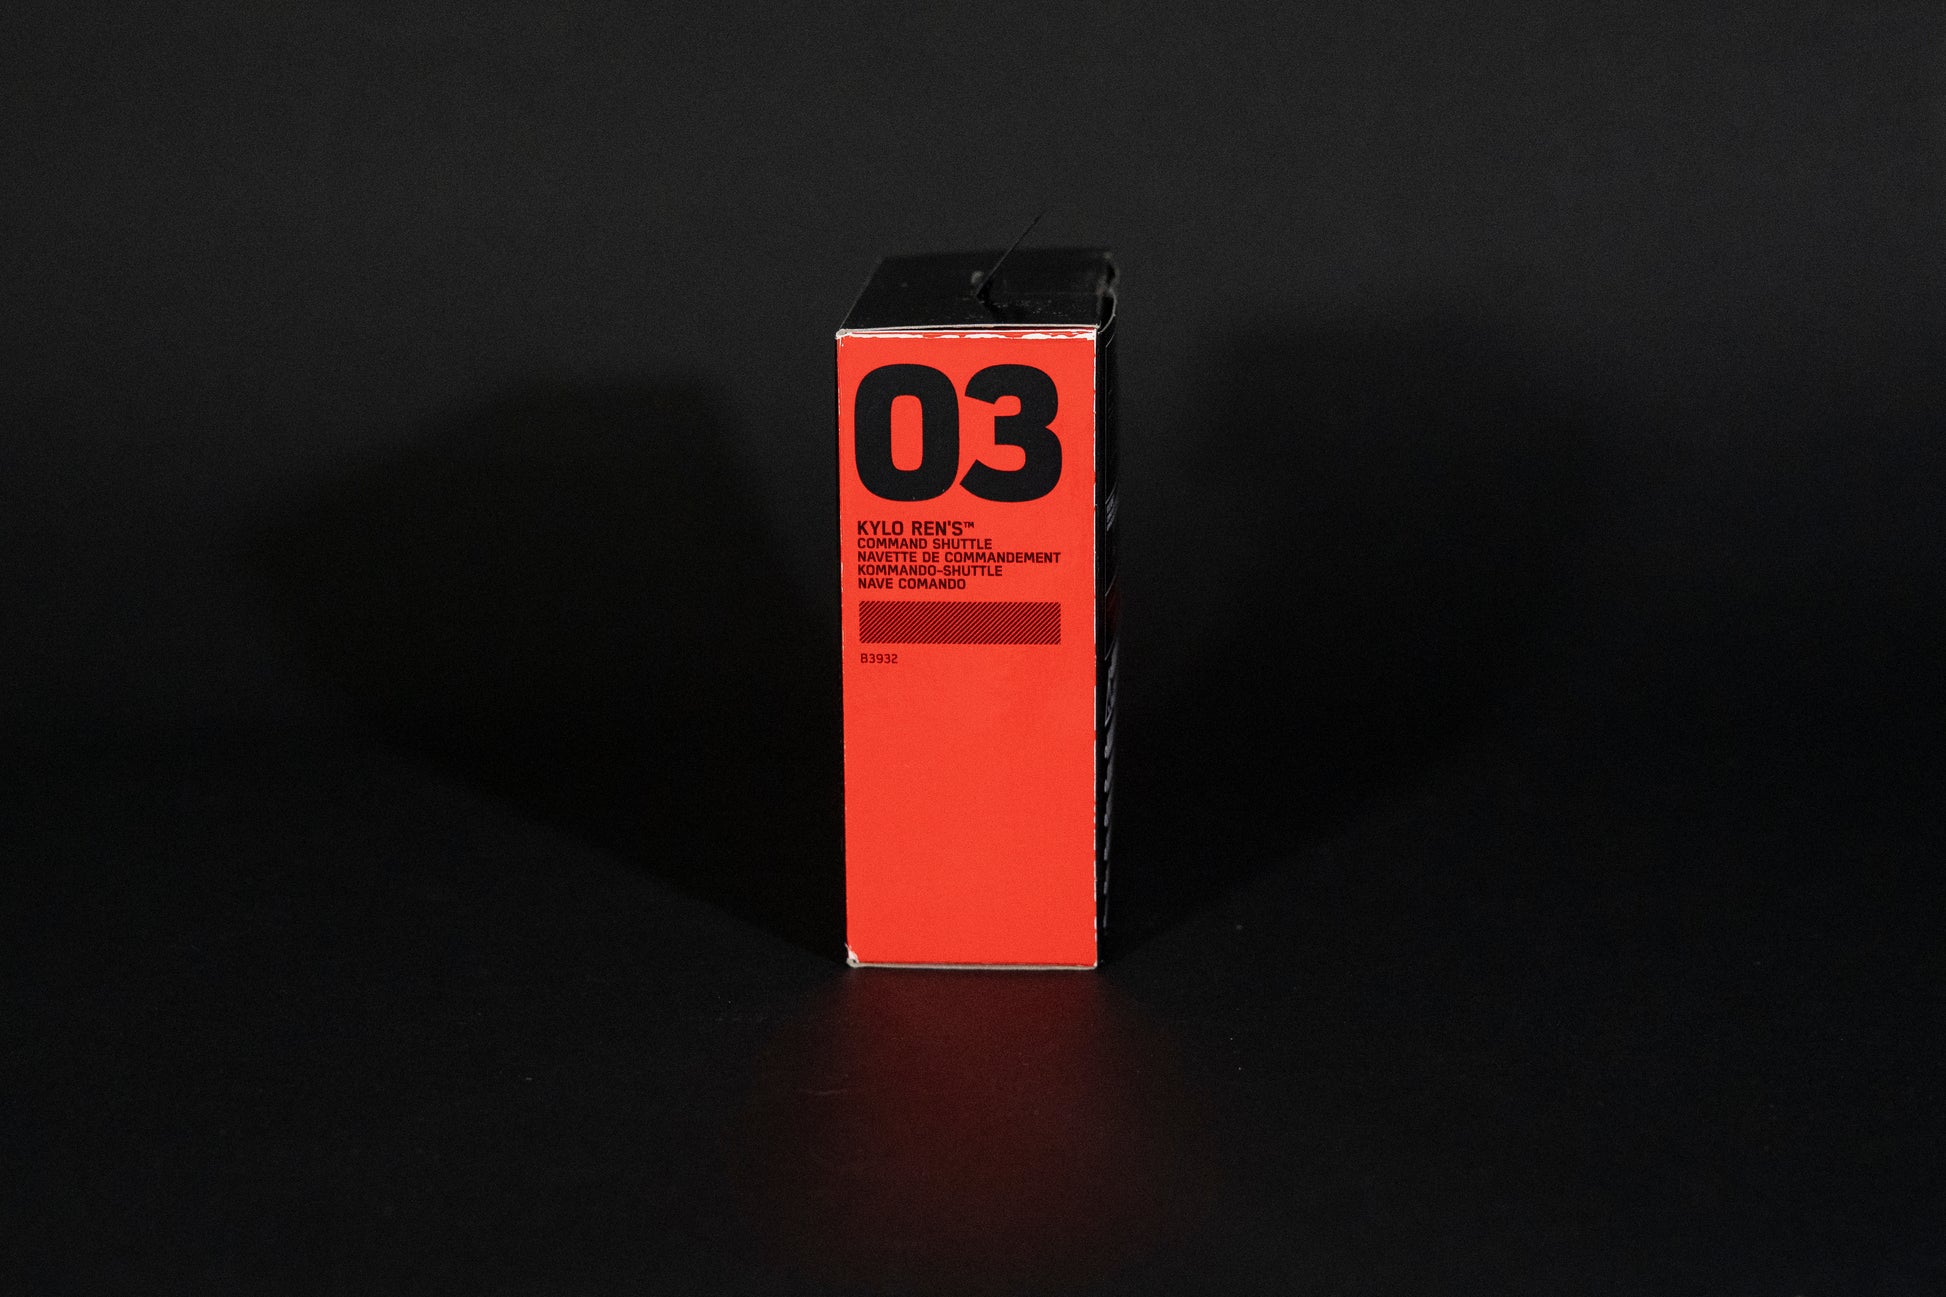 03
KYLO REN'S™
COMMAND SHUTTLE
NAVETTE DE COMMANDEMENT
KOMMANDO-SHUTTLE
NAVE COMANDO
B3932